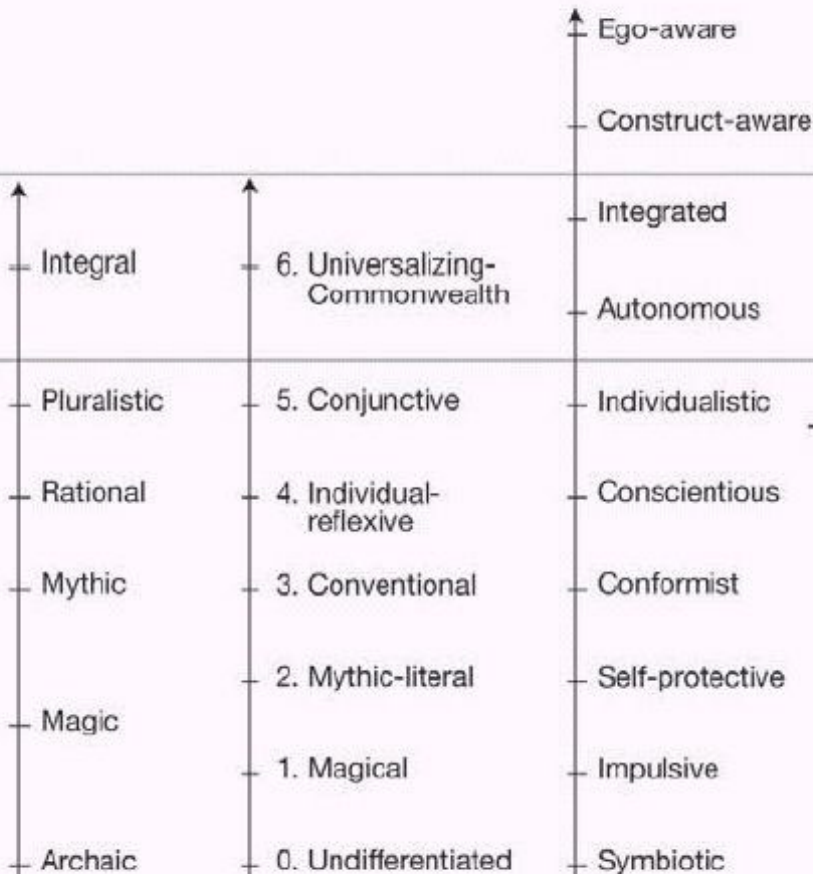 Ego-aware
Construct-aware
Integrated
Integral
6. Universalizing-
Commonwealth
Autonomous
Pluralistic
5. Conjunctive
Individualistic
Rational
4. Individual-
reflexive
Conscientious
Mythic
3. Conventional
Conformist
2. Mythic-literal
Self-protective
Magic
1. Magical
Impulsive
Archaic
0. Undifferentiated
Symbiotic